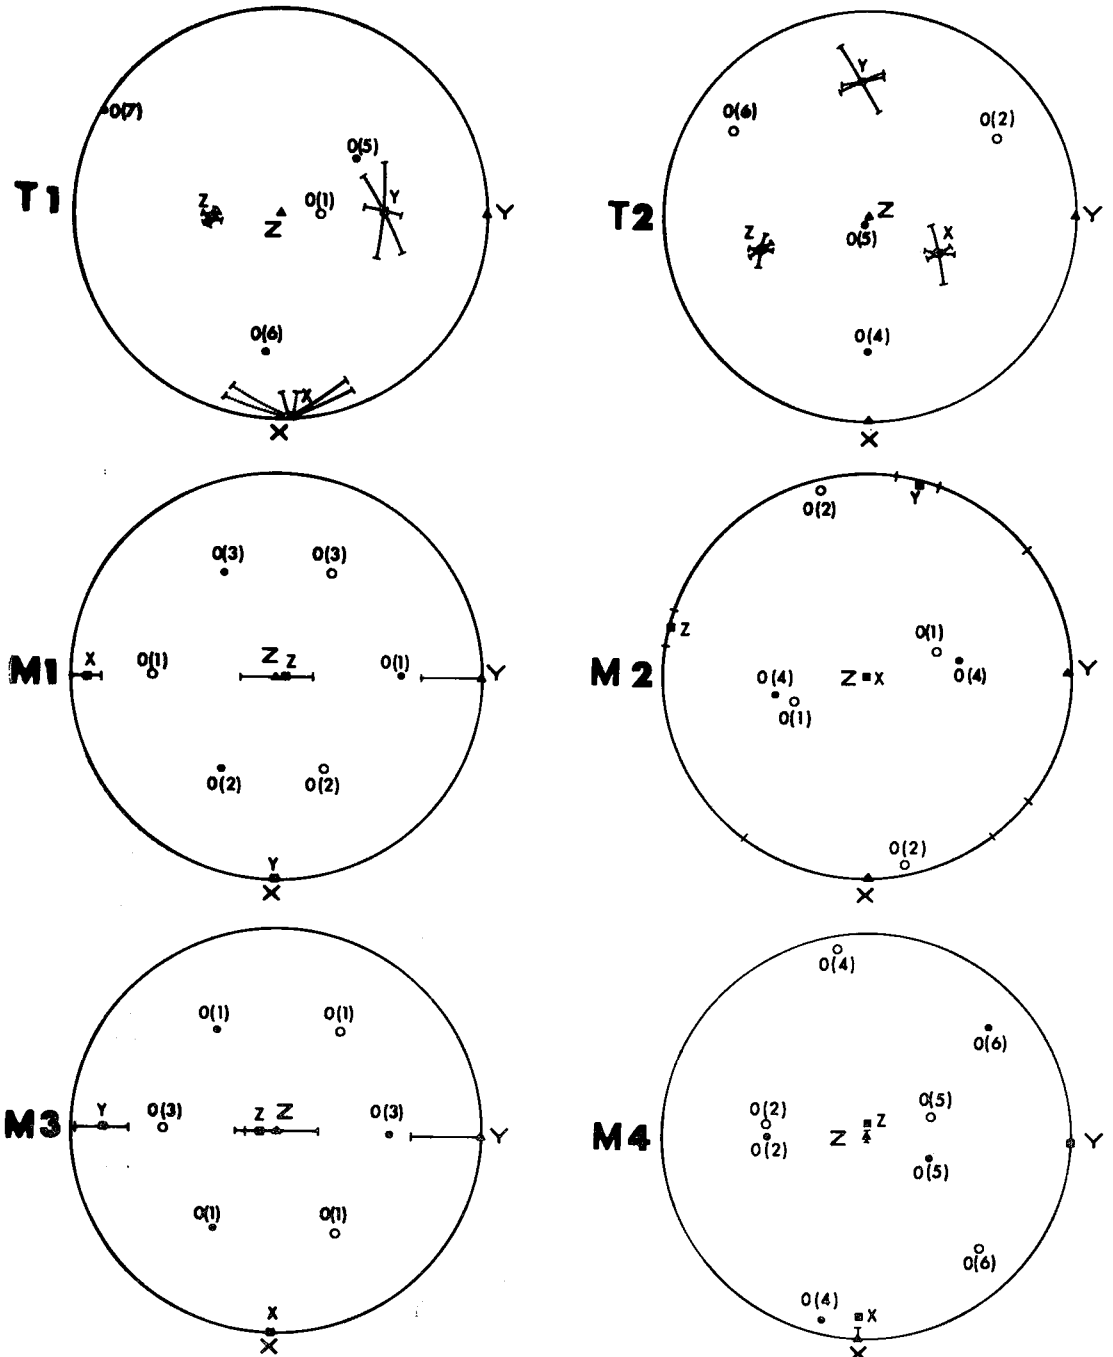 T1
O(7)
O(5)
Z
O(1)
Y
Z
Y
O(6)
X
X
T2
Y
O(6)
O(2)
Z
Z
O(5)
X
Y
O(4)
X
M1
O(3)
O(3)
X
O(1)
Z
Z
O(1)
Y
O(2)
O(2)
Y
X
M2
O(2)
Y
Z
O(1)
O(4)
Z
X
O(4)
O(1)
Y
O(2)
X
M3
O(1)
O(1)
Y
O(3)
Z
Z
O(3)
Y
O(1)
O(1)
X
X
M4
O(4)
O(6)
O(2)
O(5)
Z
Z
O(2)
O(5)
Y
O(6)
O(4)
X
X